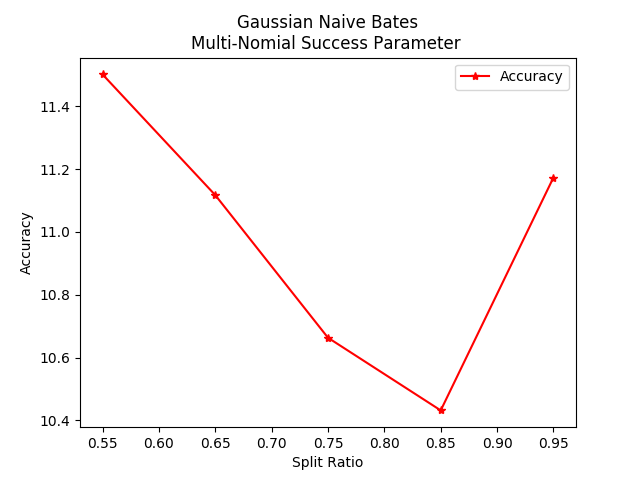 Gaussian Naive Bates
Multi-Nomial Success Parameter
Accuracy
11.4
11.2
11.0
10.8
10.6
10.4
Accuracy
0.55 0.60 0.65 0.70 0.75 0.80 0.85 0.90 0.95
Split Ratio